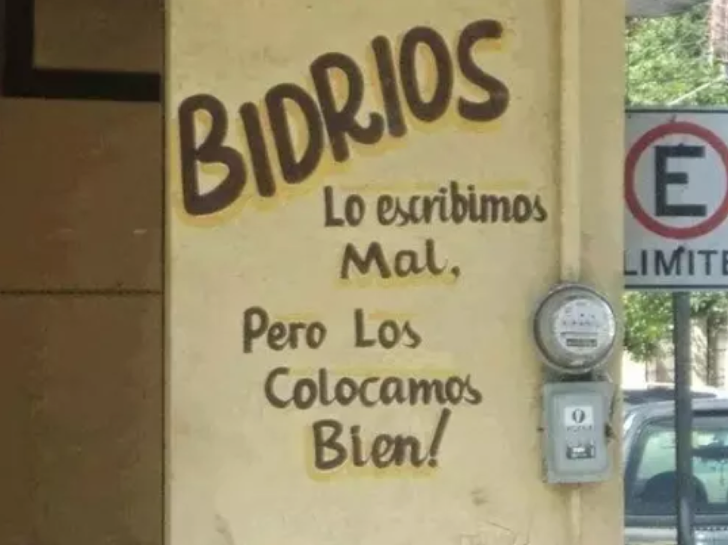 BIDRIOS
Lo escribimos
Mal,
Pero Los
Colocamos
Bien!
E
LIMITE